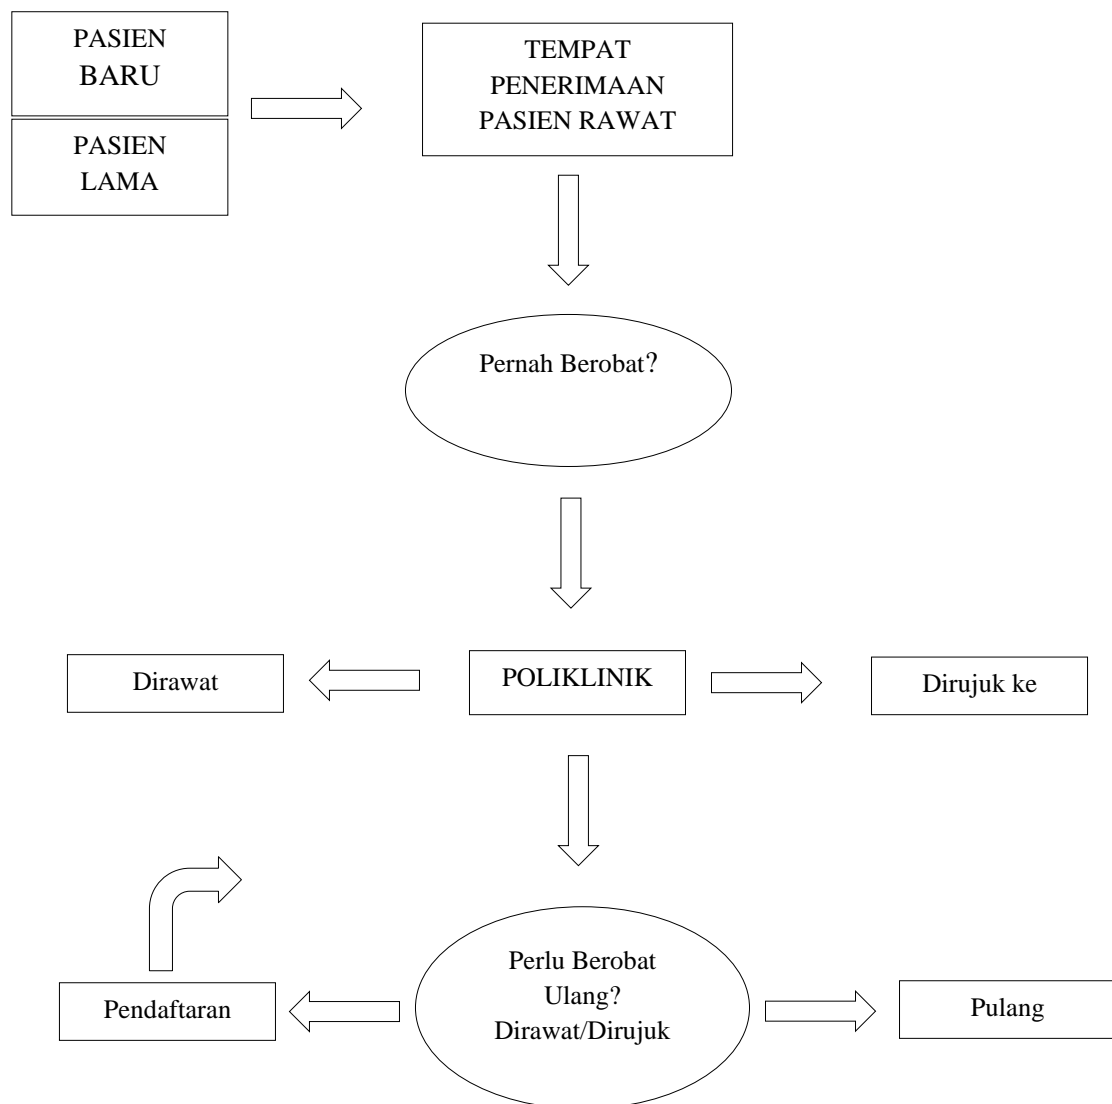 PASIEN
BARU
PASIEN
LAMA
TEMPAT
PENERIMAAN
PASIEN RAWAT
Pernah Berobat?
Dirawat
POLIKLINIK
Dirujuk ke
Pendaftaran
Perlu Berobat
Ulang?
Dirawat/Dirujuk
Pulang